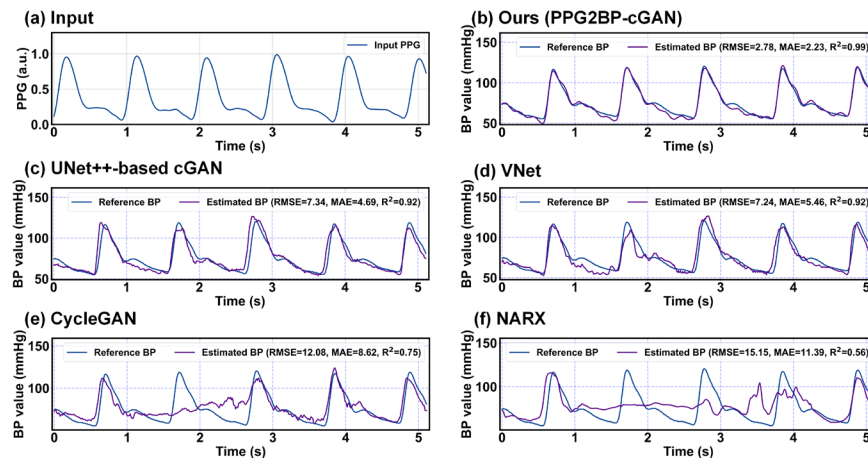 (a) Input
Input PPG
PPG (a.u.)
1.0
0.5
0.0
0 1 2 3 4 5
Time (s)
(b) Ours (PPG2BP-cGAN)
Reference BP Estimated BP (RMSE=2.78, MAE=2.23, R²=0.99)
BP value (mmHg)
150
100
50
0 1 2 3 4 5
Time (s)
(c) UNet++-based cGAN
Reference BP Estimated BP (RMSE=7.34, MAE=4.69, R²=0.92)
BP value (mmHg)
150
100
50
0 1 2 3 4 5
Time (s)
(d) VNet
Reference BP Estimated BP (RMSE=7.24, MAE=5.46, R²=0.92)
BP value (mmHg)
150
100
50
0 1 2 3 4 5
Time (s)
(e) CycleGAN
Reference BP Estimated BP (RMSE=12.08, MAE=8.62, R²=0.75)
BP value (mmHg)
150
100
0 1 2 3 4 5
Time (s)
(f) NARX
Reference BP Estimated BP (RMSE=15.15, MAE=11.39, R²=0.56)
BP value (mmHg)
150
100
0 1 2 3 4 5
Time (s)